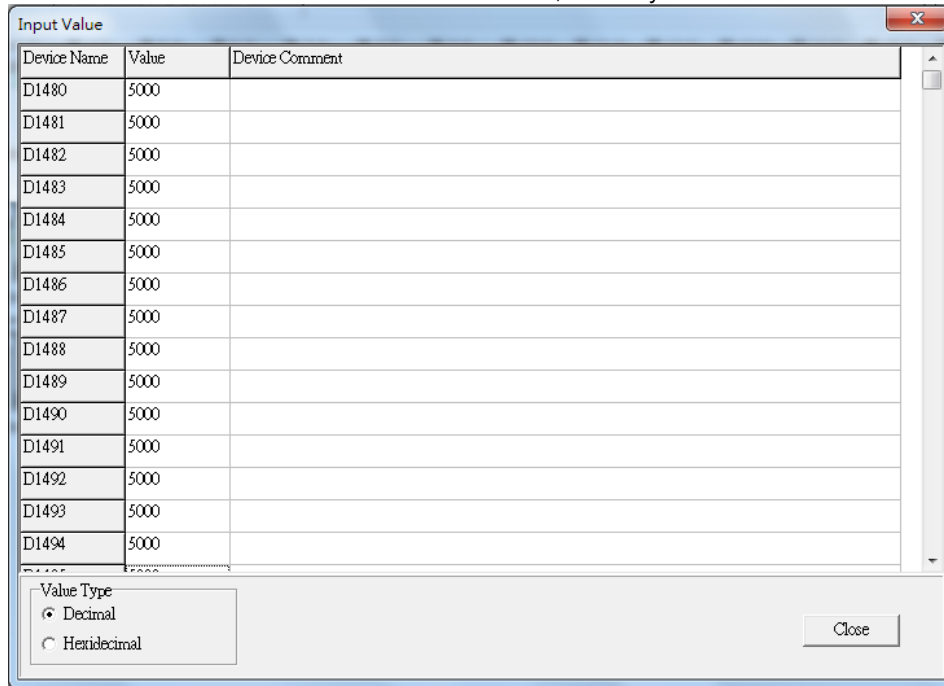 Input Value
Device Name Value Device Comment
D1480 5000
D1481 5000
D1482 5000
D1483 5000
D1484 5000
D1485 5000
D1486 5000
D1487 5000
D1488 5000
D1489 5000
D1490 5000
D1491 5000
D1492 5000
D1493 5000
D1494 5000
Value Type
Decimal
Hexidecimal
Close